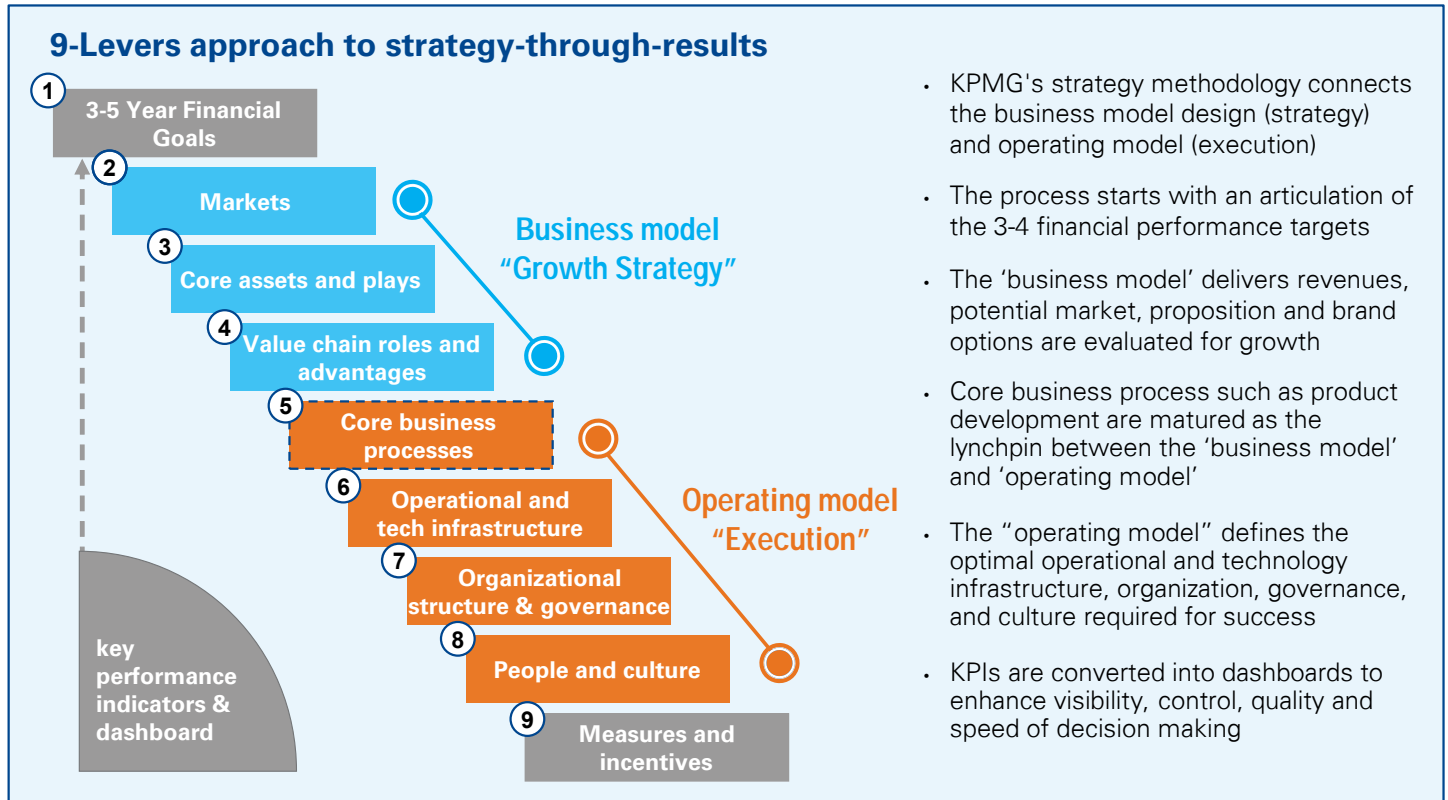 9-Levers approach to strategy-through-results
1
3-5 Year Financial
Goals
2
Markets
3
Core assets and plays
4
Value chain roles and
advantages
5
Core business
processes
6
Operational and
tech infrastructure
7
Organizational
structure & governance
8
People and culture
9
Measures and
incentives
Business model
“Growth Strategy”
Operating model
“Execution”
key
performance
indicators &
dashboard
• KPMG's strategy methodology connects
the business model design (strategy)
and operating model (execution)
• The process starts with an articulation of
the 3-4 financial performance targets
• The ‘business model’ delivers revenues,
potential market, proposition and brand
options are evaluated for growth
• Core business process such as product
development are matured as the
lynchpin between the ‘business model’
and ‘operating model’
• The “operating model” defines the
optimal operational and technology
infrastructure, organization, governance,
and culture required for success
• KPIs are converted into dashboards to
enhance visibility, control, quality and
speed of decision making